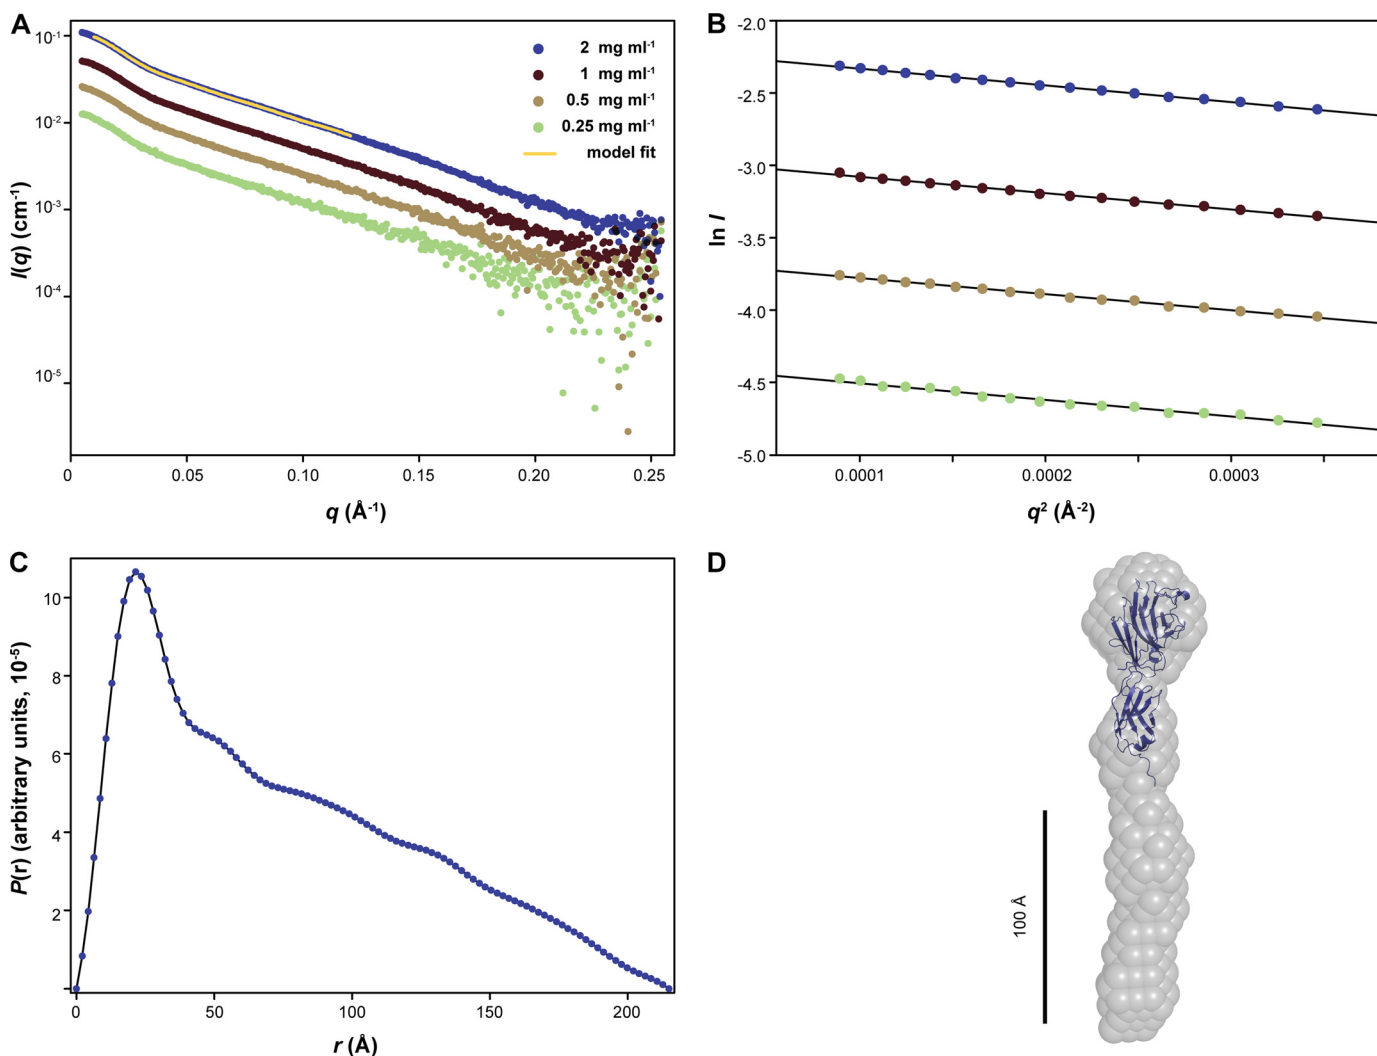 A
10⁻¹
10⁻²
10⁻³
10⁻⁴
10⁻⁵
I(q) (cm⁻¹)
2 mg ml⁻¹
1 mg ml⁻¹
0.5 mg ml⁻¹
0.25 mg ml⁻¹
model fit
0 0.05 0.10 0.15 0.20 0.25
q (Å⁻¹)
B
-2.0
-2.5
-3.0
-3.5
-4.0
-4.5
-5.0
ln I
0.0001 0.0002 0.0003
q² (Å⁻²)
C
10
8
6
4
2
P(r) (arbitrary units, 10⁻⁵)
0 50 100 150 200
r (Å)
D
100 Å